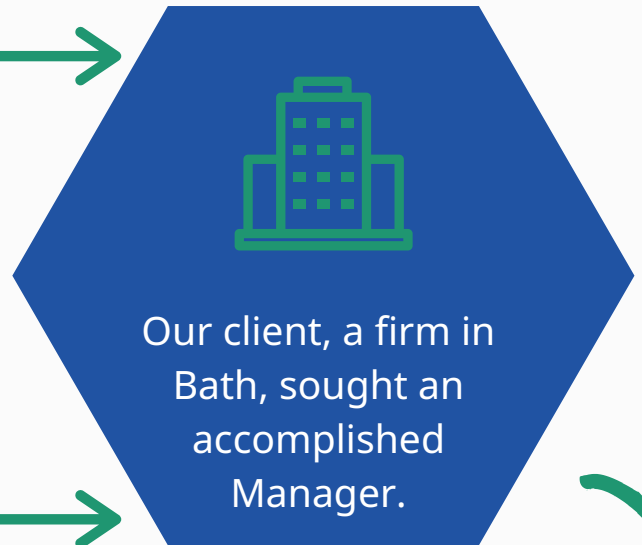 Our client, a firm in
Bath, sought an
accomplished
Manager.